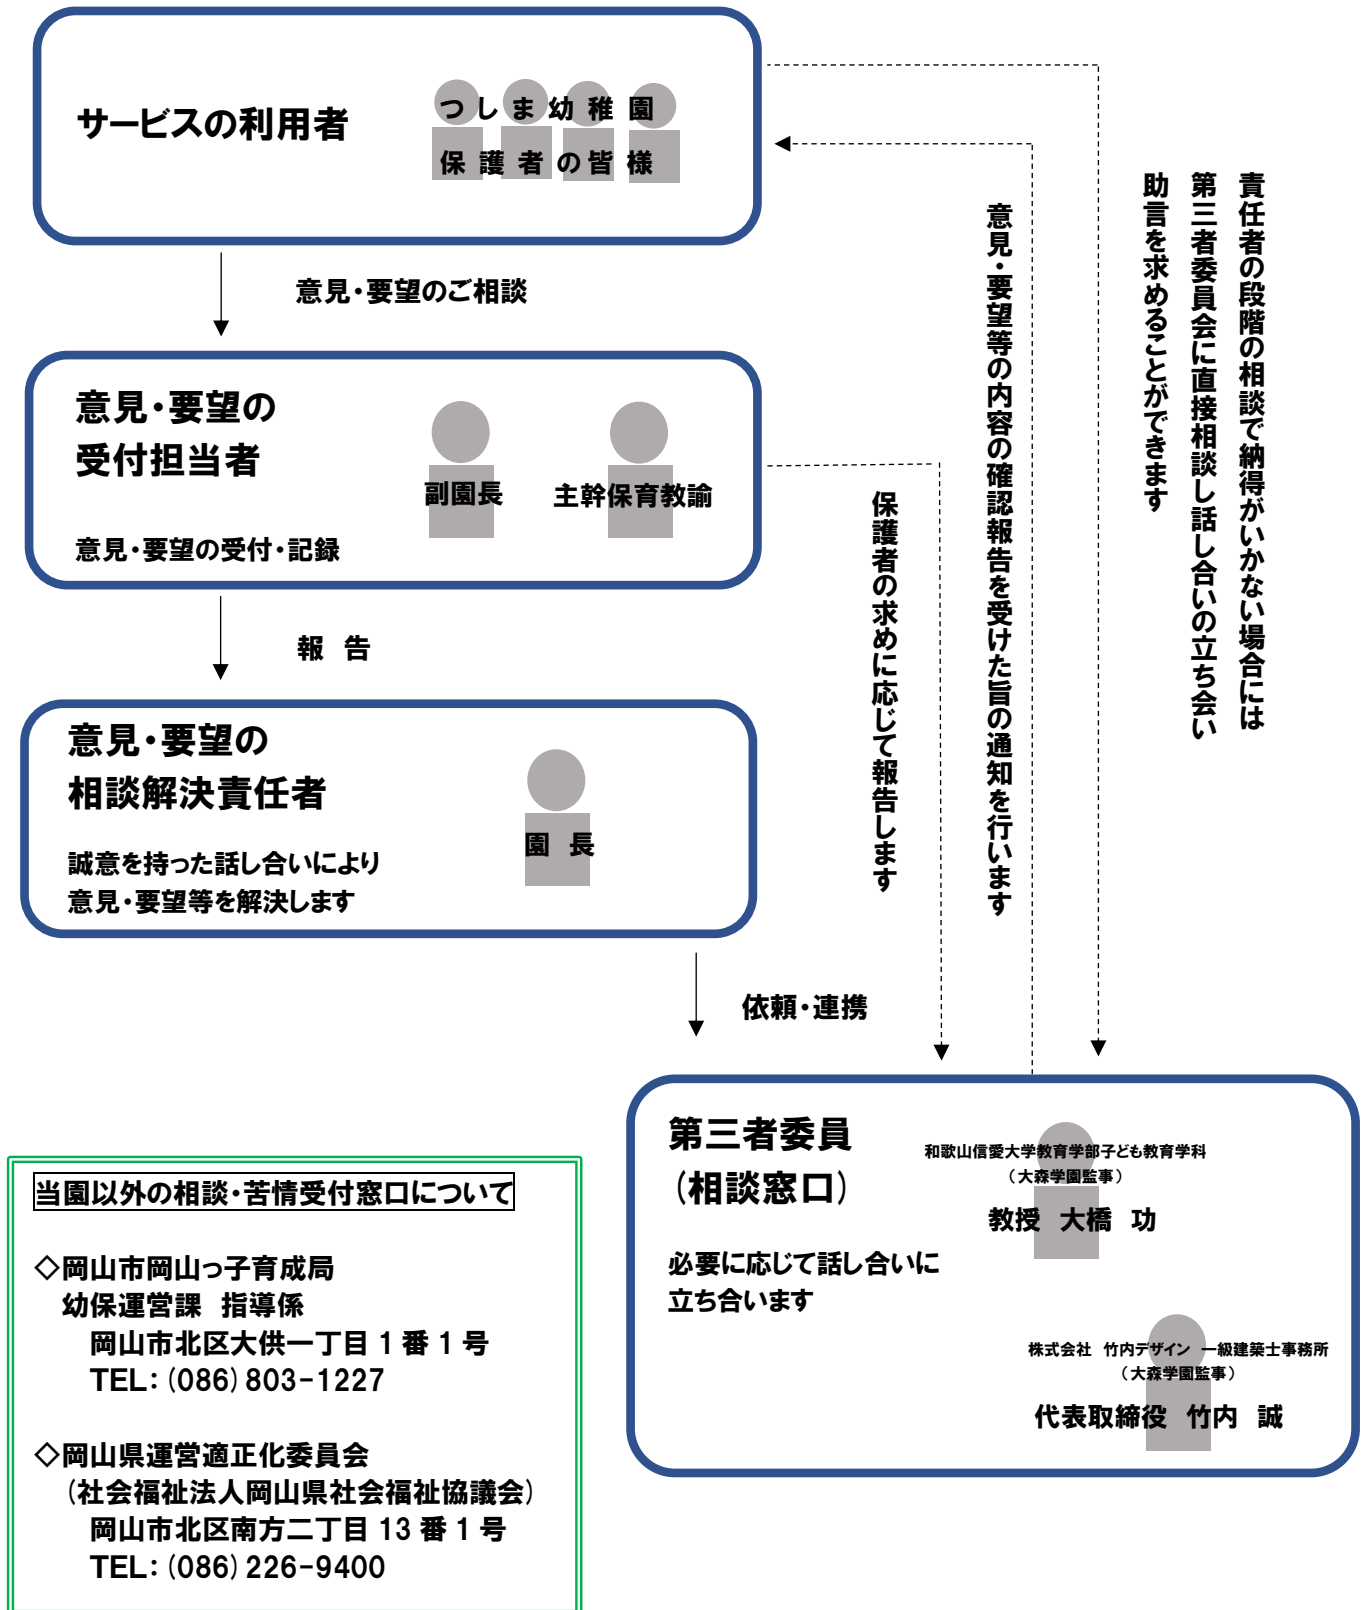 サービスの利用者
つしま幼稚園
保護者の皆様
意見・要望のご相談
意見・要望の
受付担当者
副園長
主幹保育教諭
意見・要望の受付・記録
報　告
意見・要望の
相談解決責任者
園　長
誠意を持った話し合いにより
意見・要望等を解決します
依頼・連携
保護者の求めに応じて報告します
意見・要望等の内容の確認報告を受けた旨の通知を行います
責任者の段階の相談で納得がいかない場合には
第三者委員会に直接相談し話し合いの立ち会い
助言を求めることができます
第三者委員
(相談窓口)
必要に応じて話し合いに
立ち合います
和歌山信愛大学教育学部子ども教育学科
（大森学園監事）
教授　大橋　功
株式会社　竹内デザイン　一級建築士事務所
（大森学園監事）
代表取締役　竹内　誠
当園以外の相談・苦情受付窓口について
◇岡山市岡山っ子育成局
幼保運営課　指導係
岡山市北区大供一丁目1番1号
TEL:(086)803-1227
◇岡山県運営適正化委員会
(社会福祉法人岡山県社会福祉協議会)
岡山市北区南方二丁目13番1号
TEL:(086)226-9400